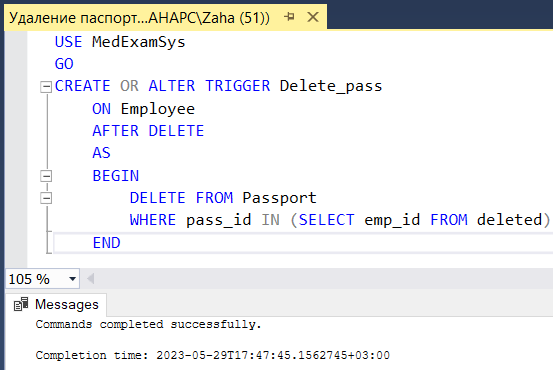 Удаление паспорт...AHAPC\Zaha (51))
USE MedExamSys
GO
CREATE OR ALTER TRIGGER Delete_pass
ON Employee
AFTER DELETE
AS
BEGIN
DELETE FROM Passport
WHERE pass_id IN (SELECT emp_id FROM deleted)
END
105 %
Messages
Commands completed successfully.
Completion time: 2023-05-29T17:47:45.1562745+03:00